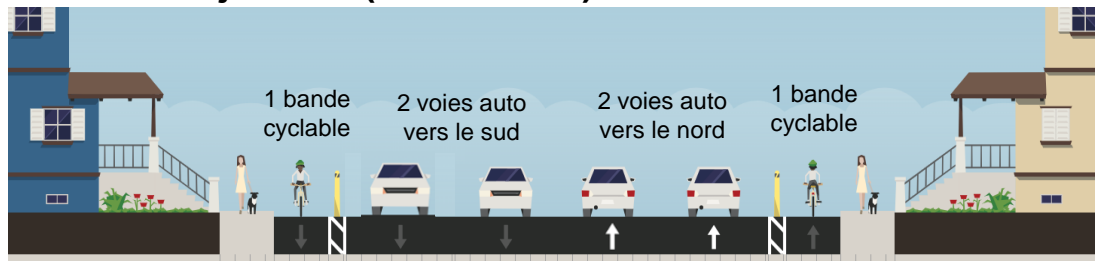 1 bande
cyclable
2 voies auto
vers le sud
2 voies auto
vers le nord
1 bande
cyclable